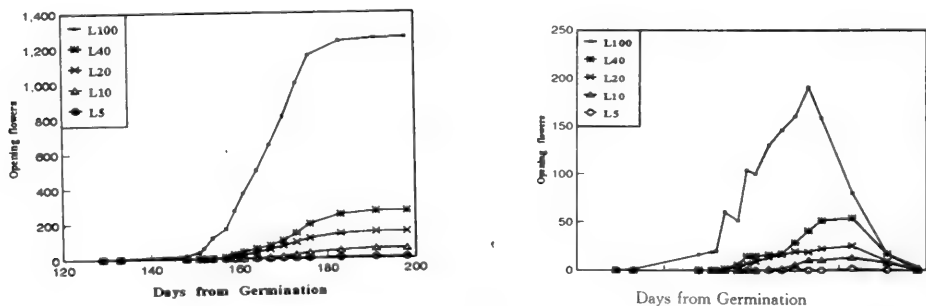 1,400
1,200
1,000
800
600
400
200
0
Opening flowers
L100
L40
L20
L10
L5
120
140
160
180
200
Days from Germination
250
200
150
100
50
0
Opening flowers
L100
L40
L20
L10
L5
Days from Germination